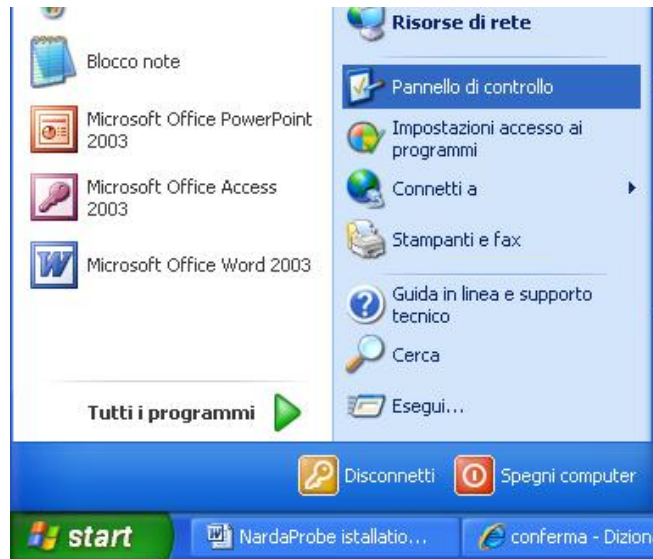 Blocco note
Microsoft Office PowerPoint
2003
Microsoft Office Access
2003
Microsoft Office Word 2003
Tutti i programmi
Risorse di rete
Pannello di controllo
Impostazioni accesso ai
programmi
Connetti a
Stampanti e fax
Guida in linea e supporto
tecnico
Cerca
Esegui...
Disconnetti
Spegni computer
start
NardaProbe istallatio...
conferma - Dizion